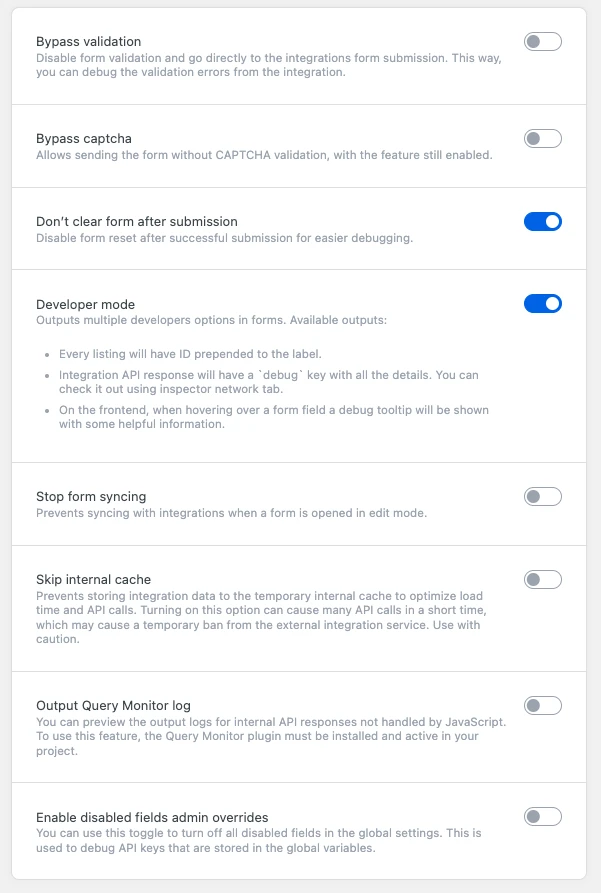 Bypass validation
Disable form validation and go directly to the integrations form submission. This way,
you can debug the validation errors from the integration.
Bypass captcha
Allows sending the form without CAPTCHA validation, with the feature still enabled.
Don’t clear form after submission
Disable form reset after successful submission for easier debugging.
Developer mode
Outputs multiple developers options in forms. Available outputs:
• Every listing will have ID prepended to the label.
• Integration API response will have a `debug` key with all the details. You can
check it out using inspector network tab.
• On the frontend, when hovering over a form field a debug tooltip will be shown
with some helpful information.
Stop form syncing
Prevents syncing with integrations when a form is opened in edit mode.
Skip internal cache
Prevents storing integration data to the temporary internal cache to optimize load
time and API calls. Turning on this option can cause many API calls in a short time,
which may cause a temporary ban from the external integration service. Use with
caution.
Output Query Monitor log
You can preview the output logs for internal API responses not handled by JavaScript.
To use this feature, the Query Monitor plugin must be installed and active in your
project.
Enable disabled fields admin overrides
You can use this toggle to turn off all disabled fields in the global settings. This is
used to debug API keys that are stored in the global variables.